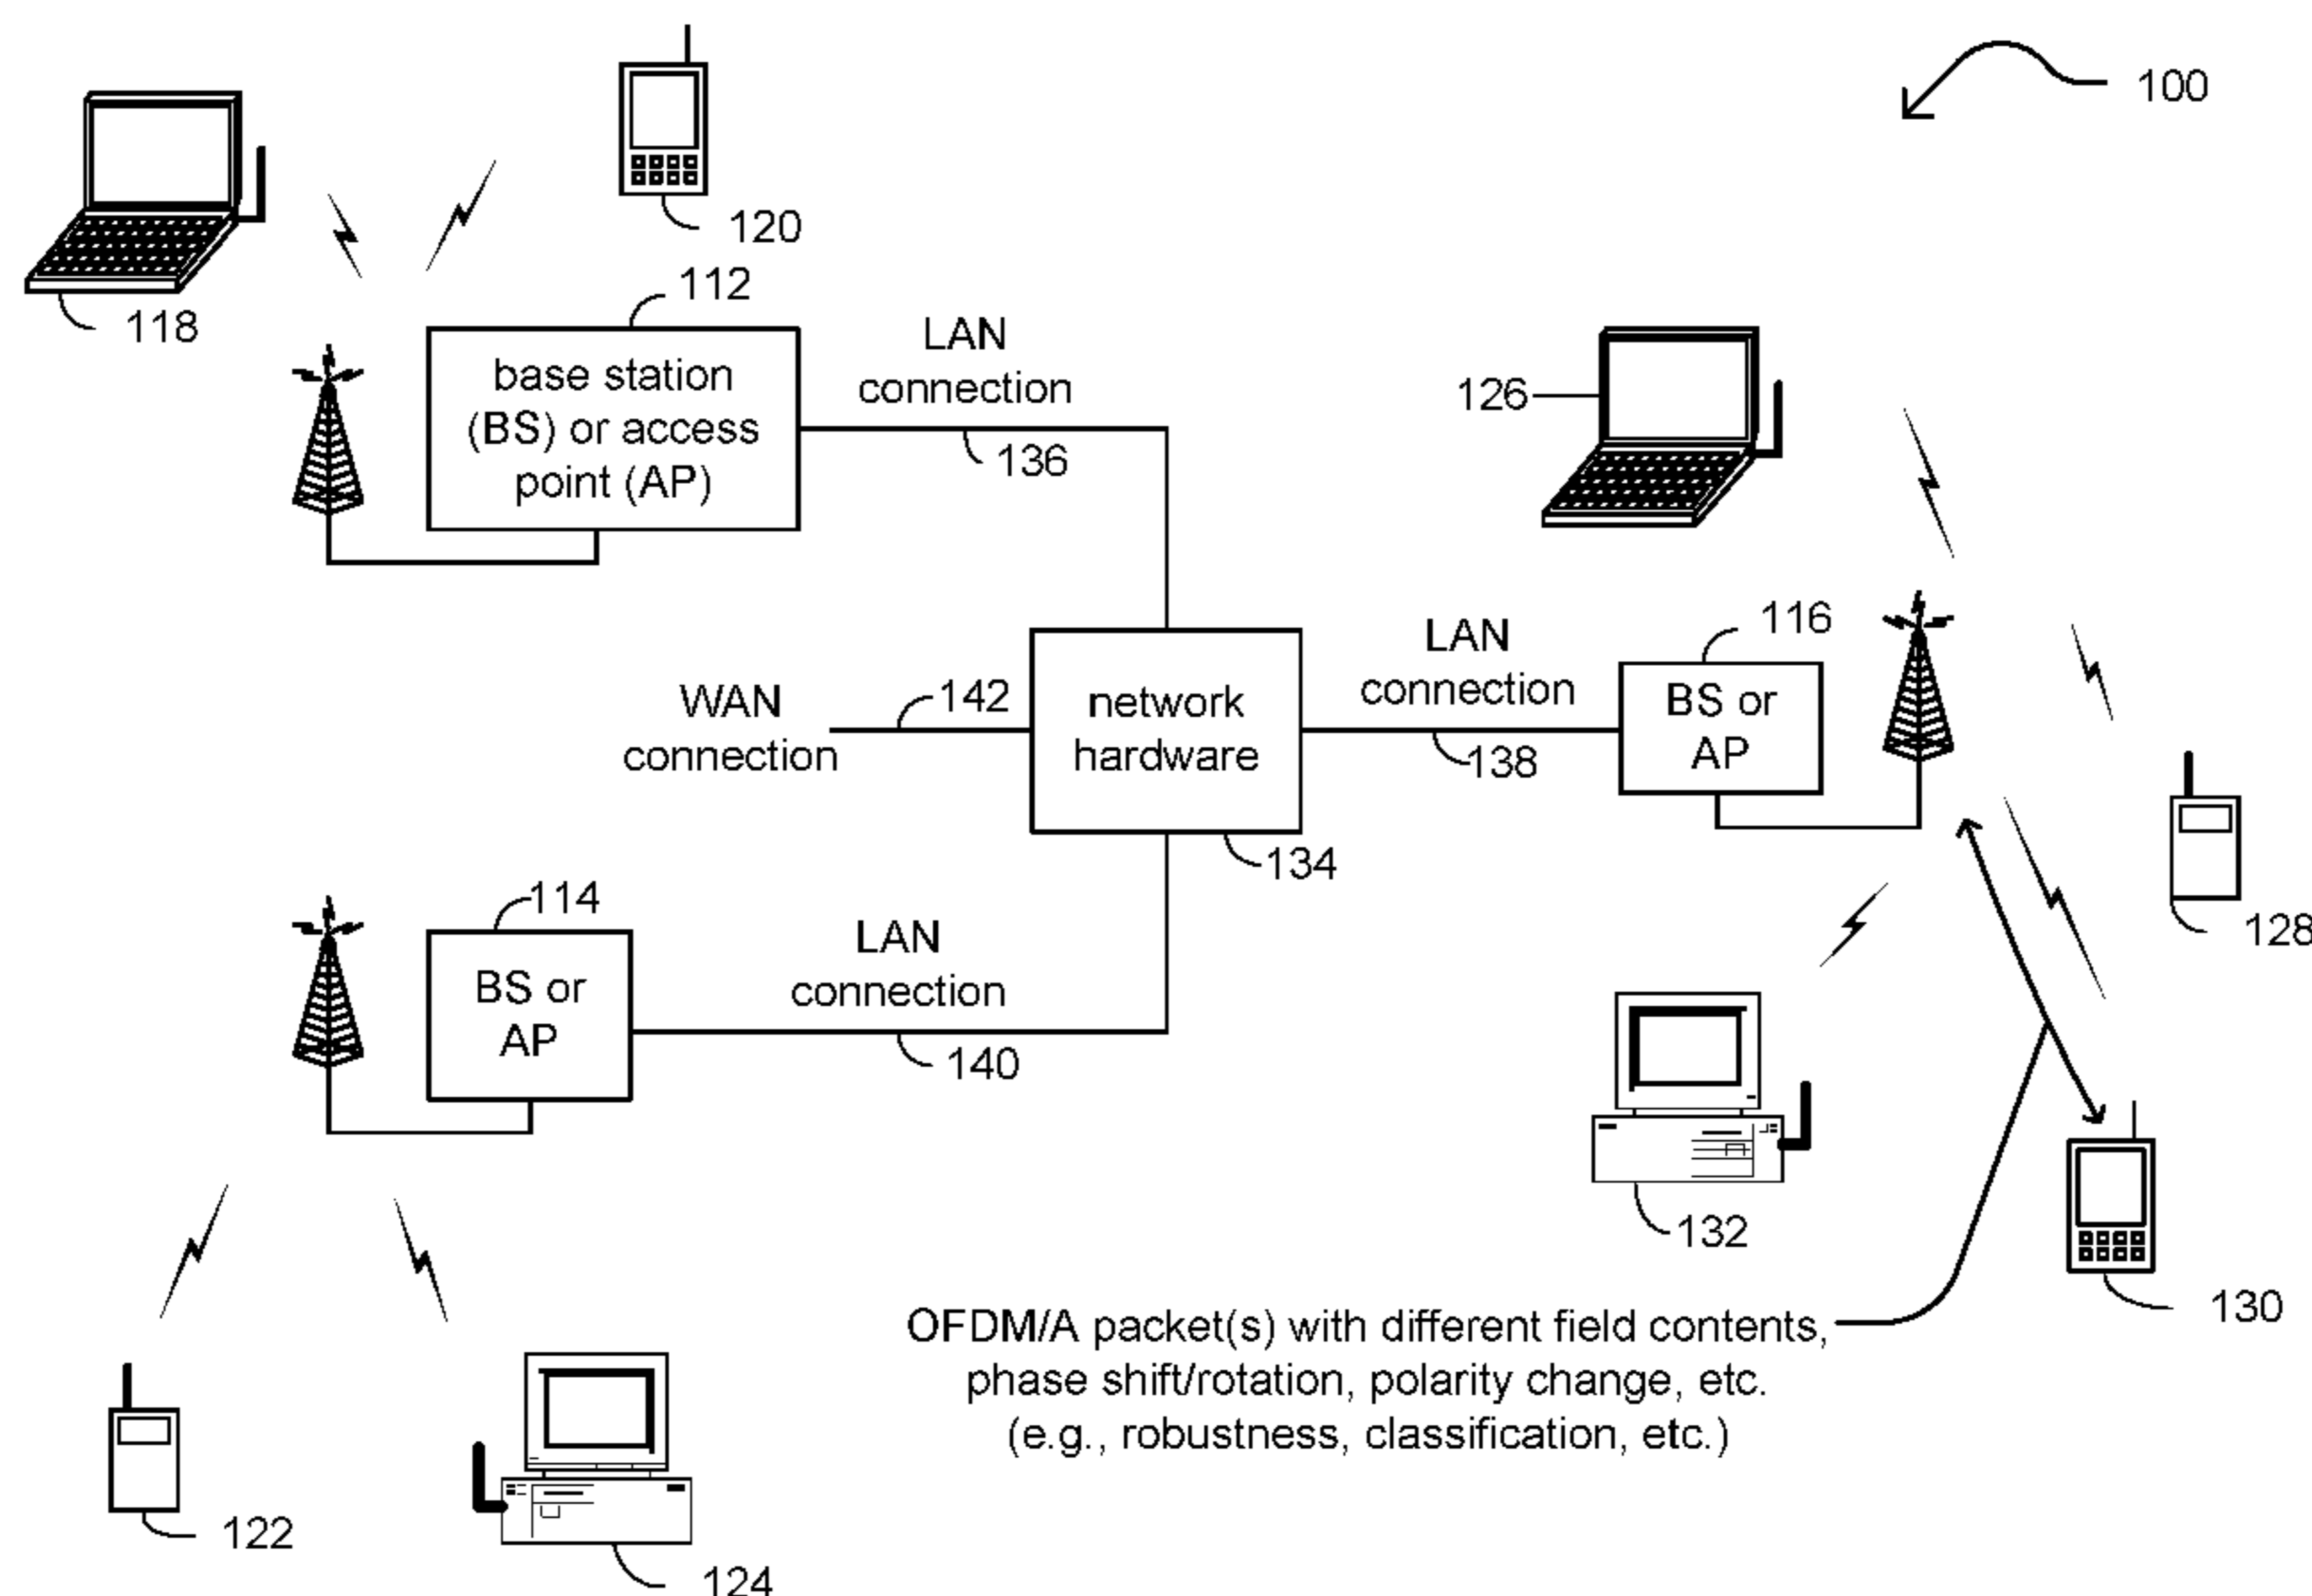 100
120
118
112
base station
(BS) or access
point (AP)
LAN
connection
136
126
WAN
connection
142
network
hardware
134
LAN
connection
138
116
BS or
AP
128
114
BS or
AP
LAN
connection
140
132
130
OFDM/A packet(s) with different field contents,
phase shift/rotation, polarity change, etc.
(e.g., robustness, classification, etc.)
122
124